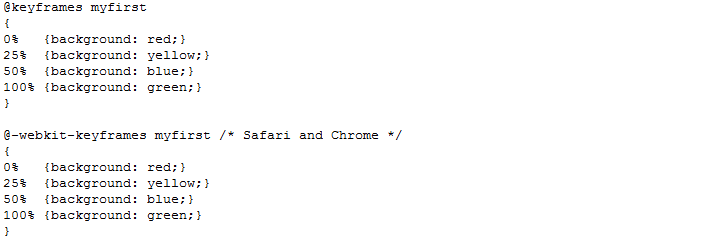 @keyframes myfirst
{
0%   {background: red;}
25%  {background: yellow;}
50%  {background: blue;}
100% {background: green;}
}

@-webkit-keyframes myfirst /* Safari and Chrome */
{
0%   {background: red;}
25%  {background: yellow;}
50%  {background: blue;}
100% {background: green;}
}